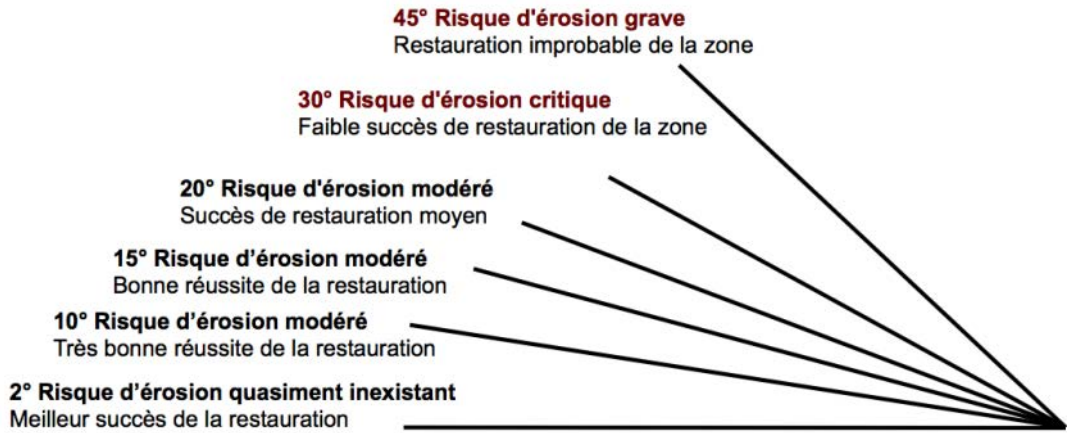 45° Risque d'érosion grave
Restauration improbable de la zone
30° Risque d'érosion critique
Faible succès de restauration de la zone
20° Risque d'érosion modéré
Succès de restauration moyen
15° Risque d’érosion modéré
Bonne réussite de la restauration
10° Risque d’érosion modéré
Très bonne réussite de la restauration
2° Risque d’érosion quasiment inexistant
Meilleur succès de la restauration